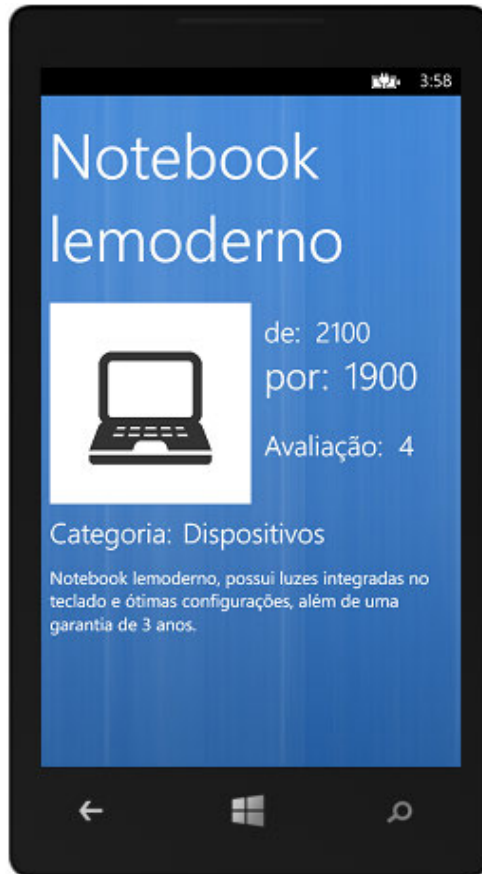 3:58
Notebook
lemoderno
de: 2100
por: 1900
Avaliação: 4
Categoria: Dispositivos
Notebook lemoderno, possui luzes integradas no
teclado e ótimas configurações, além de uma
garantia de 3 anos.